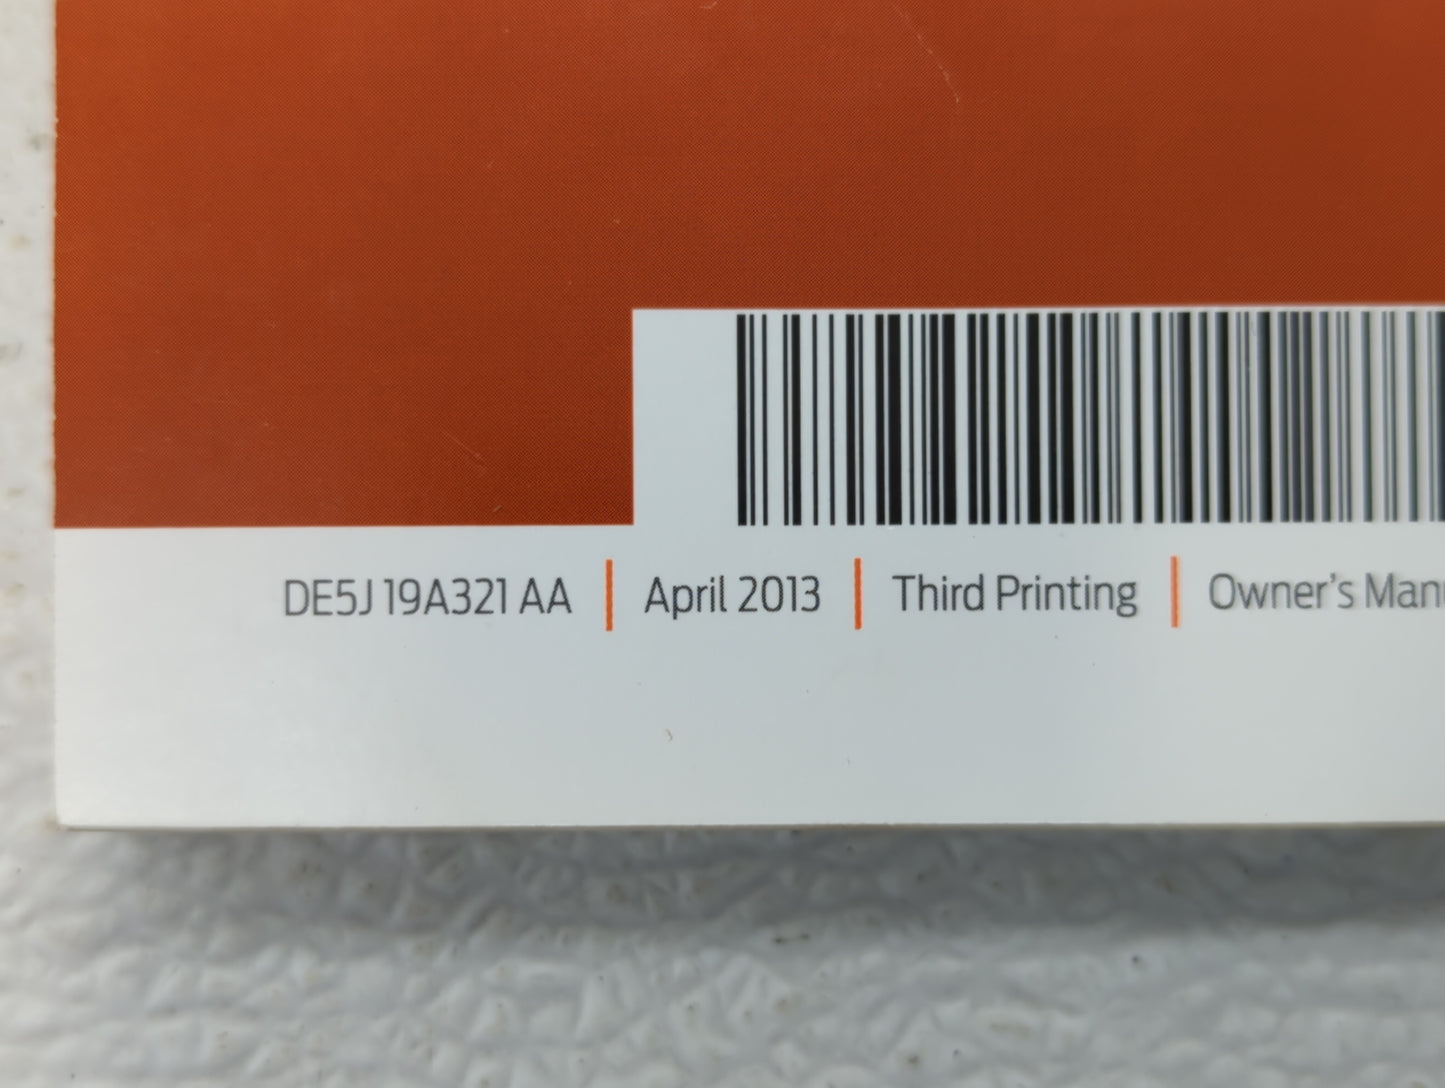 DE5J 19A321 AA | April 2013 | Third Printing | Owner's Man